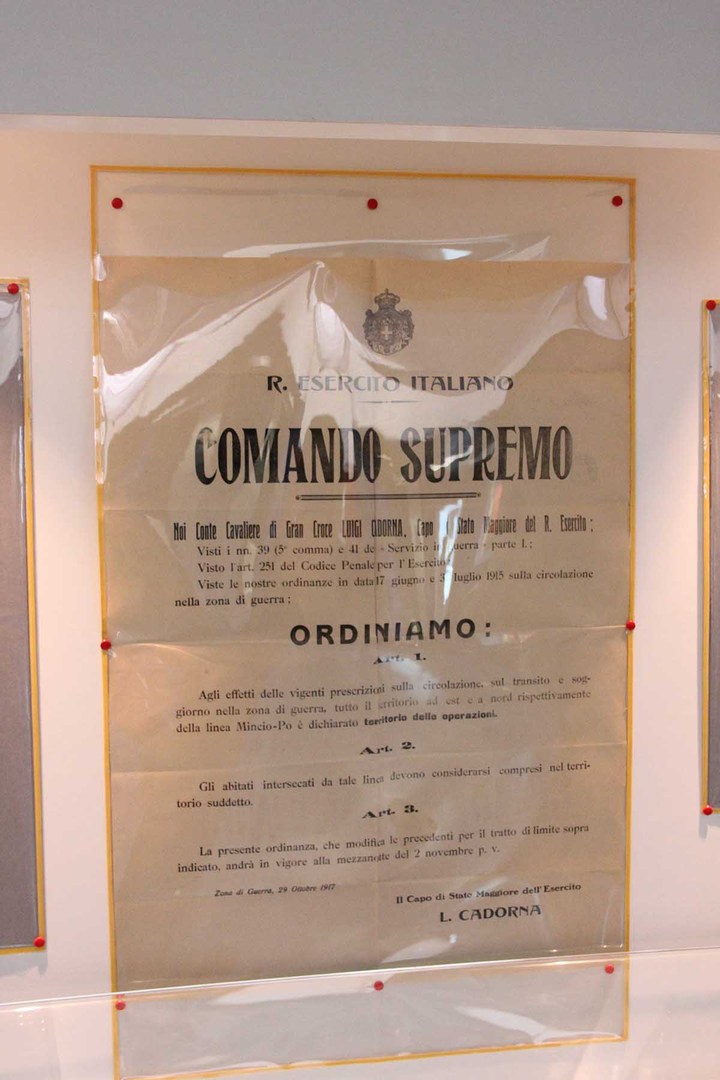 R. ESERCITO ITALIANO
COMANDO SUPREMO
Noi Conte Cavaliere di Gran Croce LUIGI CADORNA, Capo Stato Maggiore del R. Esercito;
Visti i nn. 39 (5° comma) e 41 de « Servizio in guerra » parte I.;
Visto l'art. 251 del Codice Penale per l'Esercito
Viste le nostre ordinanze in data 17 giugno e luglio 1915 sulla circolazione
nella zona di guerra;
ORDINIAMO:
Art. 1.
Agli effetti delle vigenti prescrizioni sulla circolazione, sul transito e sog-
giorno nella zona di guerra, tutto il territorio ad est e a nord rispettivamente
della linea Mincio-Po è dichiarato territorio delle operazioni.
Art. 2.
Gli abitati intersecati da tale linea devono considerarsi compresi nel terri-
torio suddetto.
Art. 3.
La presente ordinanza, che modifica le precedenti per il tratto di limite sopra
indicato, andrà in vigore alla mezzanotte del 2 novembre p. v.
Zona di Guerra, 29 Ottobre 1917
Il Capo di Stato Maggiore dell'Esercito
L. CADORNA